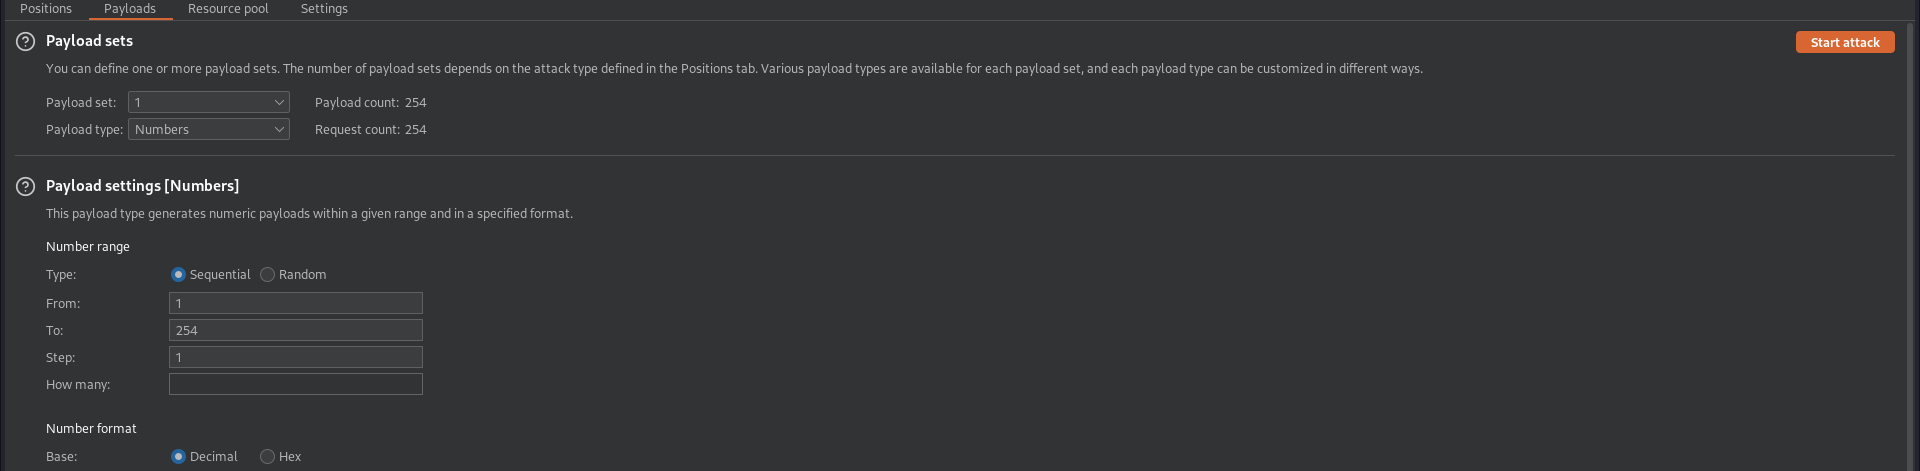 Positions Payloads Resource pool Settings
Payload sets
Start attack
You can define one or more payload sets. The number of payload sets depends on the attack type defined in the Positions tab. Various payload types are available for each payload set, and each payload type can be customized in different ways.
Payload set: 1 Payload count: 254
Payload type: Numbers Request count: 254
Payload settings [Numbers]
This payload type generates numeric payloads within a given range and in a specified format.
Number range
Type: Sequential Random
From: 1
To: 254
Step: 1
How many:
Number format
Base: Decimal Hex